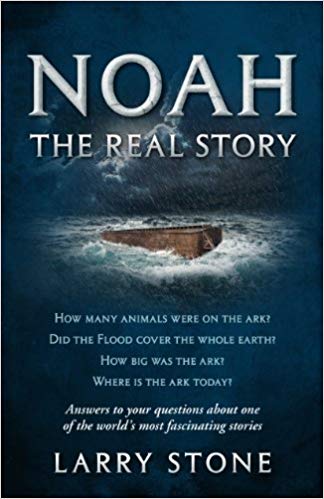 NOAH
THE REAL STORY
HOW MANY ANIMALS WERE ON THE ARK?
DID THE FLOOD COVER THE WHOLE EARTH?
HOW BIG WAS THE ARK?
WHERE IS THE ARK TODAY?
Answers to your questions about one
of the world's most fascinating stories
LARRY STONE